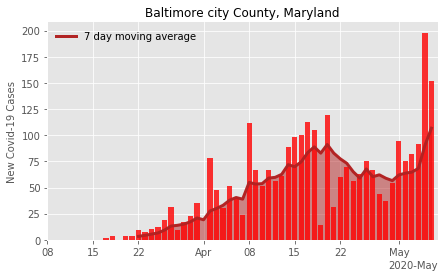 Baltimore city County, Maryland
7 day moving average
New Covid-19 Cases
200
175
150
125
100
75
50
25
0
08 15 22 Apr 08 15 22 May
2020-May